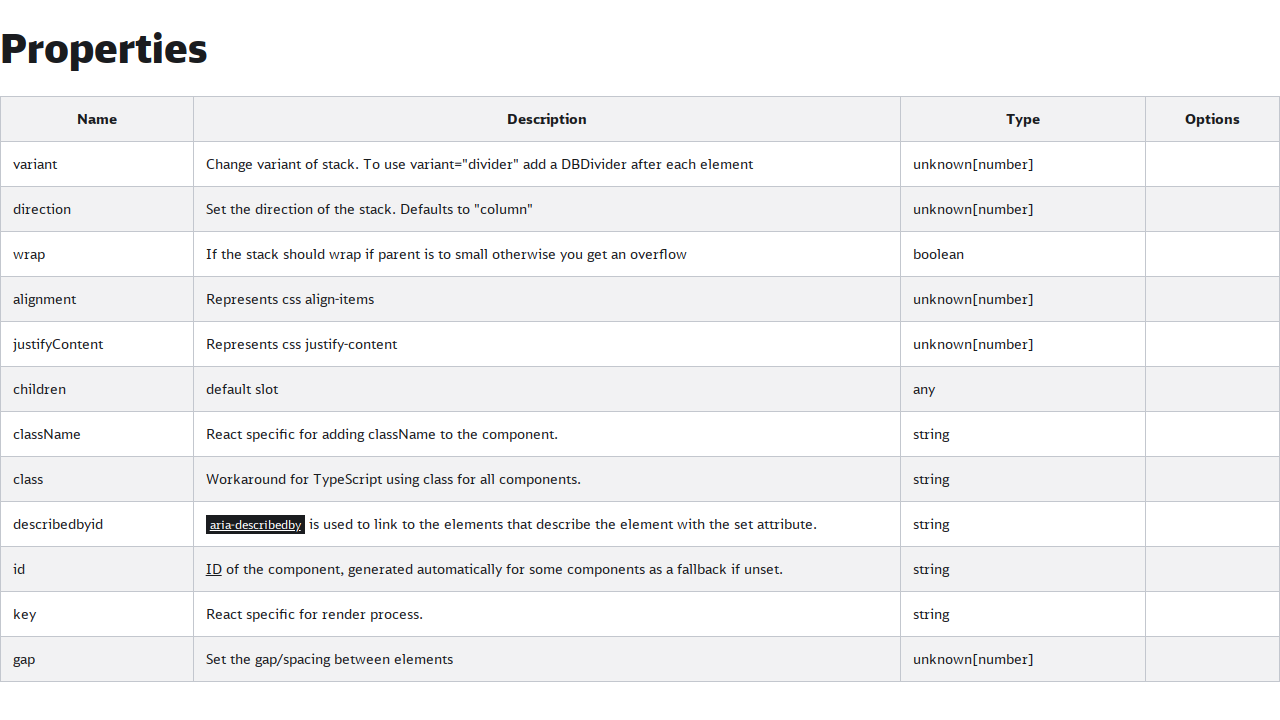 Properties
Name Description Type Options
variant Change variant of stack. To use variant="divider" add a DBDivider after each element unknown[number]
direction Set the direction of the stack. Defaults to "column" unknown[number]
wrap If the stack should wrap if parent is to small otherwise you get an overflow boolean
alignment Represents css align-items unknown[number]
justifyContent Represents css justify-content unknown[number]
children default slot any
className React specific for adding className to the component. string
class Workaround for TypeScript using class for all components. string
describedbyid aria-describedby is used to link to the elements that describe the element with the set attribute. string
id ID of the component, generated automatically for some components as a fallback if unset. string
key React specific for render process. string
gap Set the gap/spacing between elements unknown[number]